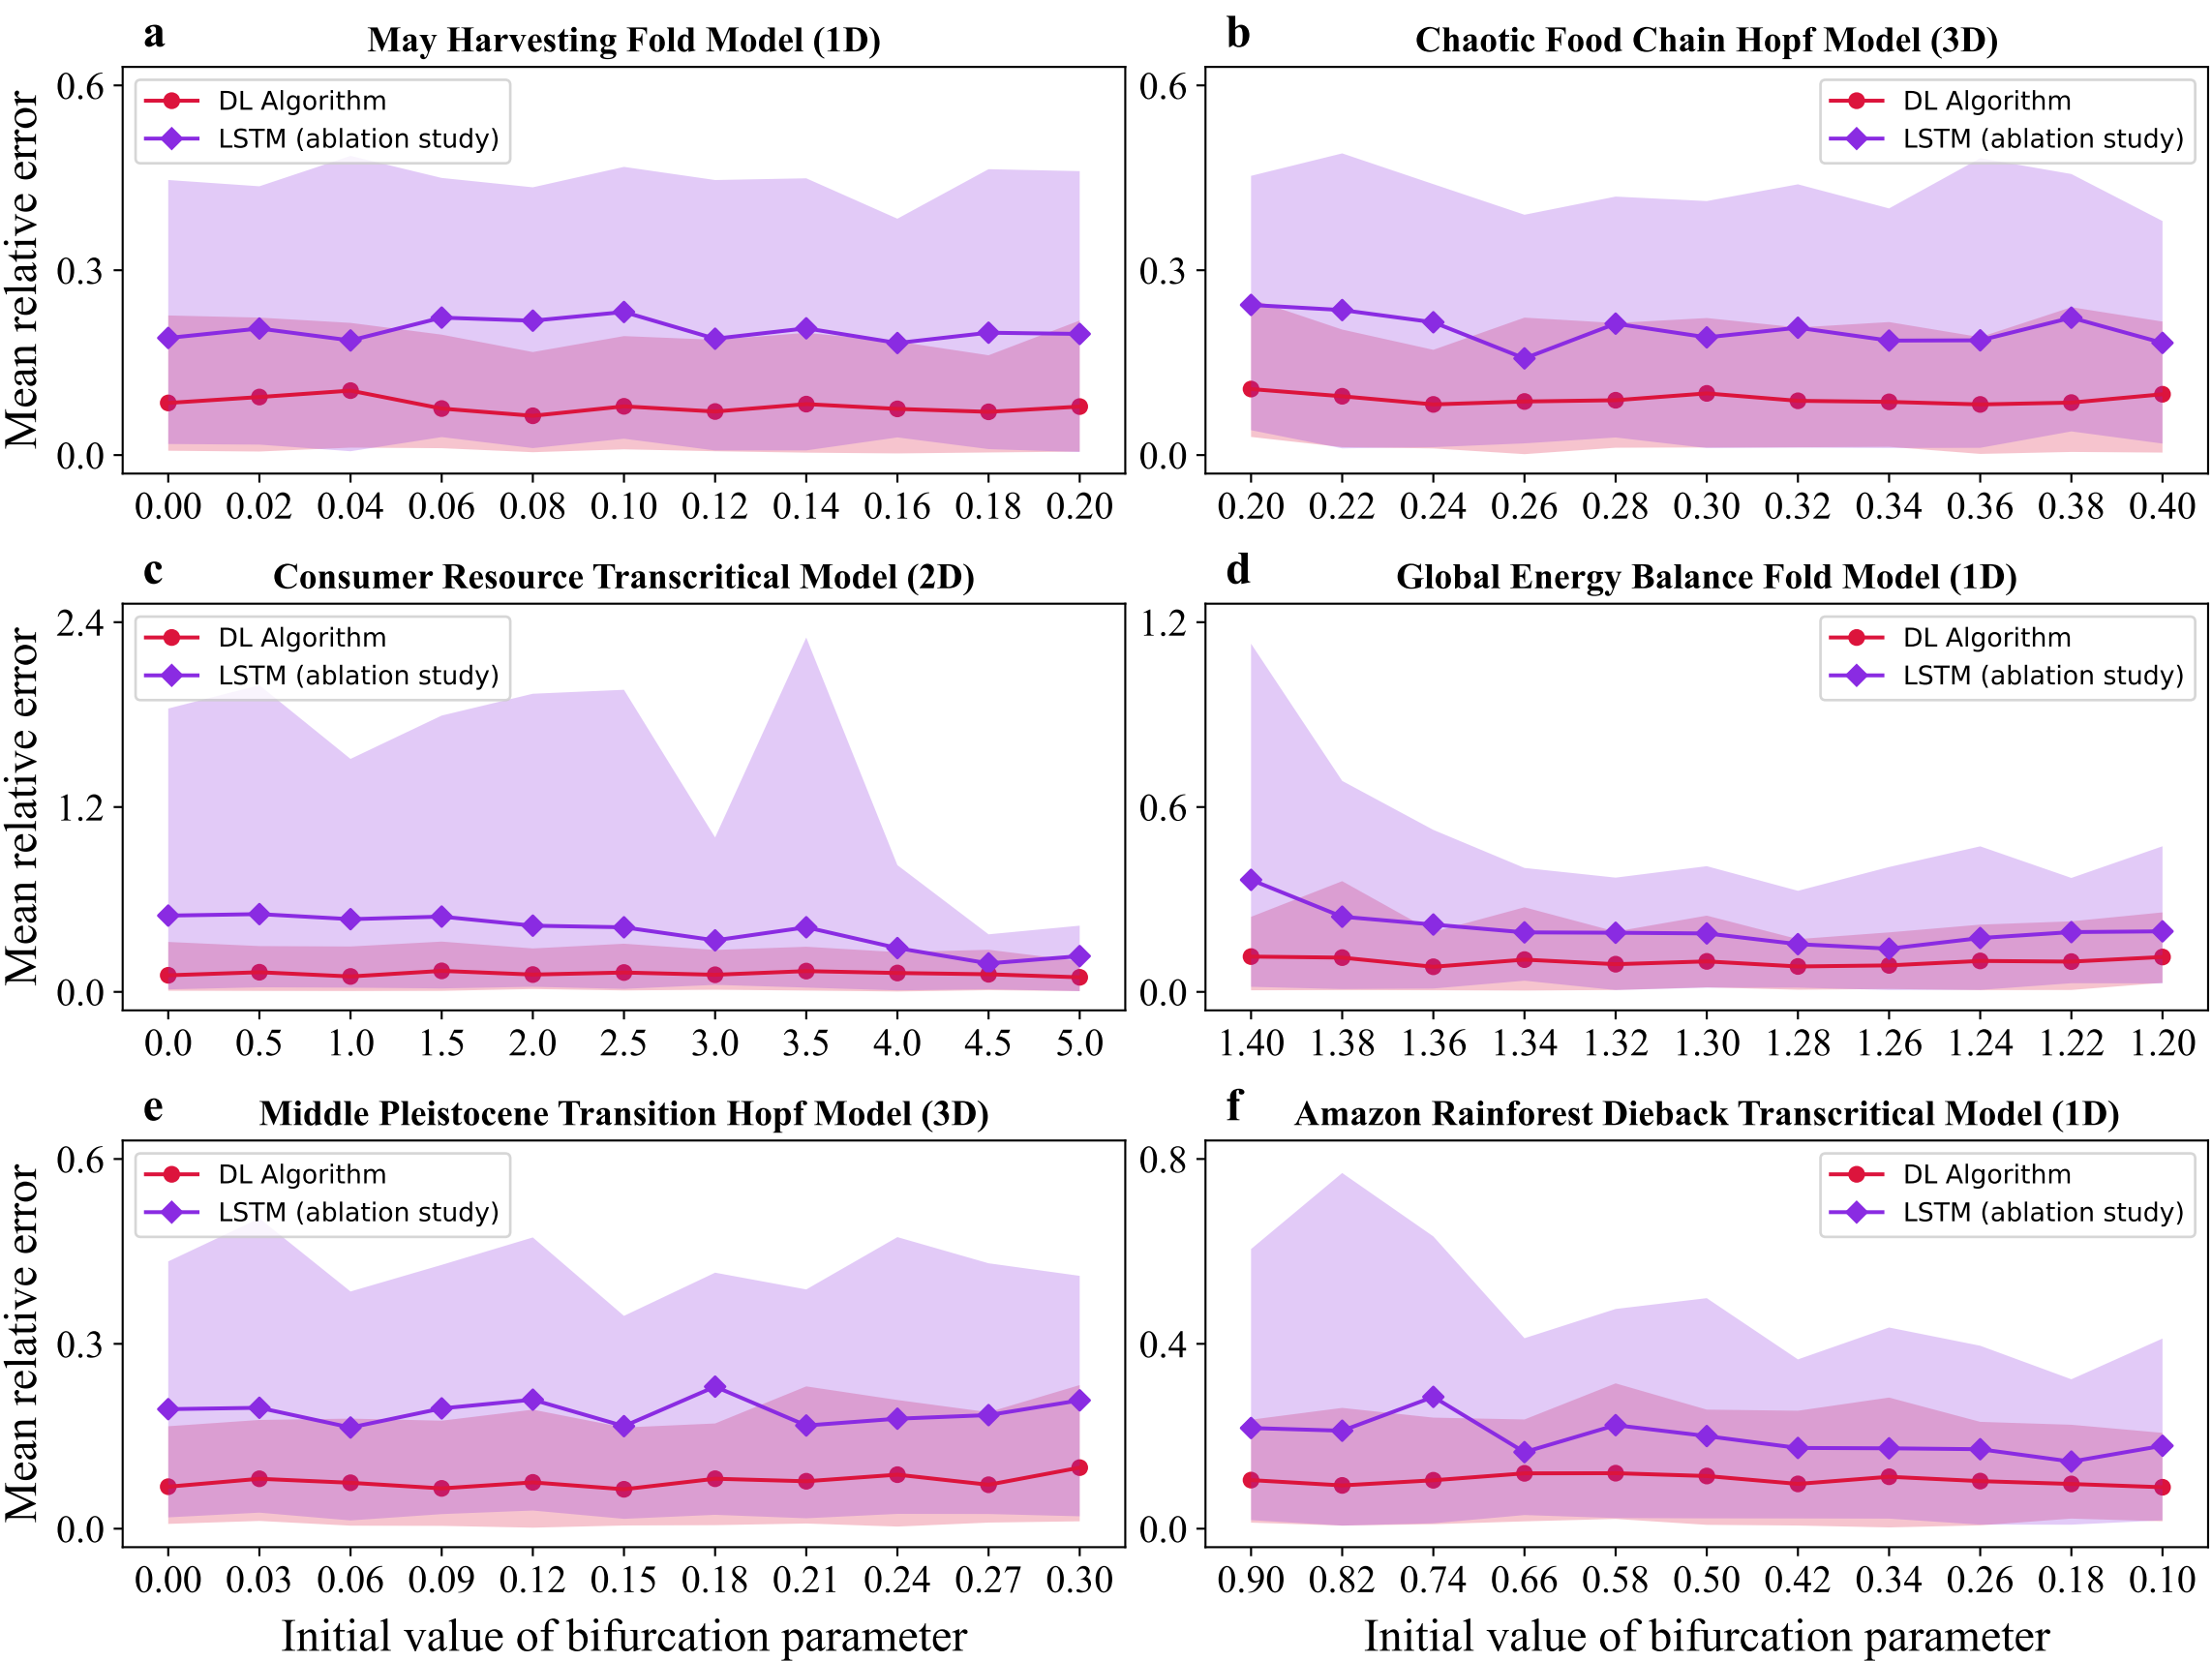 a
May Harvesting Fold Model (1D)
DL Algorithm
LSTM (ablation study)
Mean relative error
0.6
0.3
0.0
0.00 0.02 0.04 0.06 0.08 0.10 0.12 0.14 0.16 0.18 0.20
b
Chaotic Food Chain Hopf Model (3D)
DL Algorithm
LSTM (ablation study)
0.6
0.3
0.0
0.20 0.22 0.24 0.26 0.28 0.30 0.32 0.34 0.36 0.38 0.40
c
Consumer Resource Transcritical Model (2D)
DL Algorithm
LSTM (ablation study)
Mean relative error
2.4
1.2
0.0
0.0 0.5 1.0 1.5 2.0 2.5 3.0 3.5 4.0 4.5 5.0
d
Global Energy Balance Fold Model (1D)
DL Algorithm
LSTM (ablation study)
1.2
0.6
0.0
1.40 1.38 1.36 1.34 1.32 1.30 1.28 1.26 1.24 1.22 1.20
e
Middle Pleistocene Transition Hopf Model (3D)
DL Algorithm
LSTM (ablation study)
Mean relative error
0.6
0.3
0.0
0.00 0.03 0.06 0.09 0.12 0.15 0.18 0.21 0.24 0.27 0.30
Initial value of bifurcation parameter
f
Amazon Rainforest Dieback Transcritical Model (1D)
DL Algorithm
LSTM (ablation study)
0.8
0.4
0.0
0.90 0.82 0.74 0.66 0.58 0.50 0.42 0.34 0.26 0.18 0.10
Initial value of bifurcation parameter